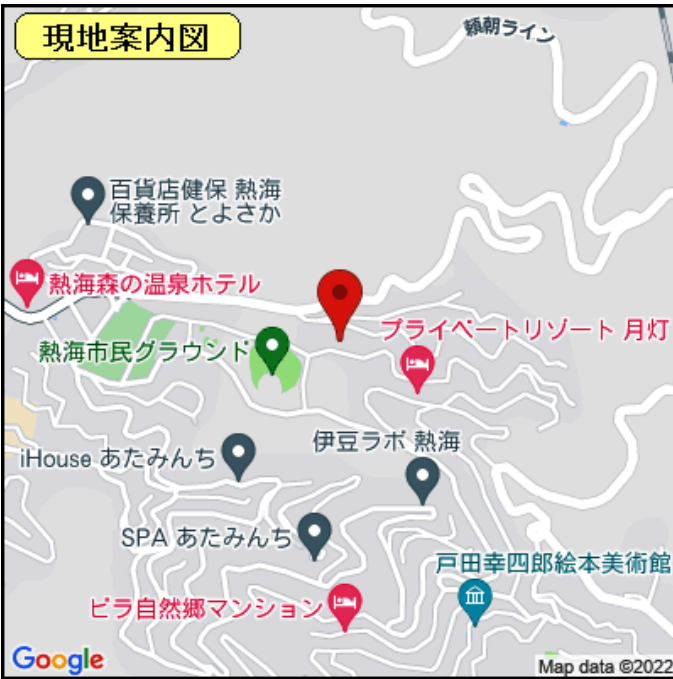 現地案内図
頼朝ライン
百貨店健保 熱海
保養所 とよさか
熱海森の温泉ホテル
プライベートリゾート 月灯
熱海市民グラウンド
伊豆ラボ 熱海
iHouse あたみんち
SPA あたみんち
戸田幸四郎絵本美術館
ビラ自然郷マンション
Google
Map data ©2022